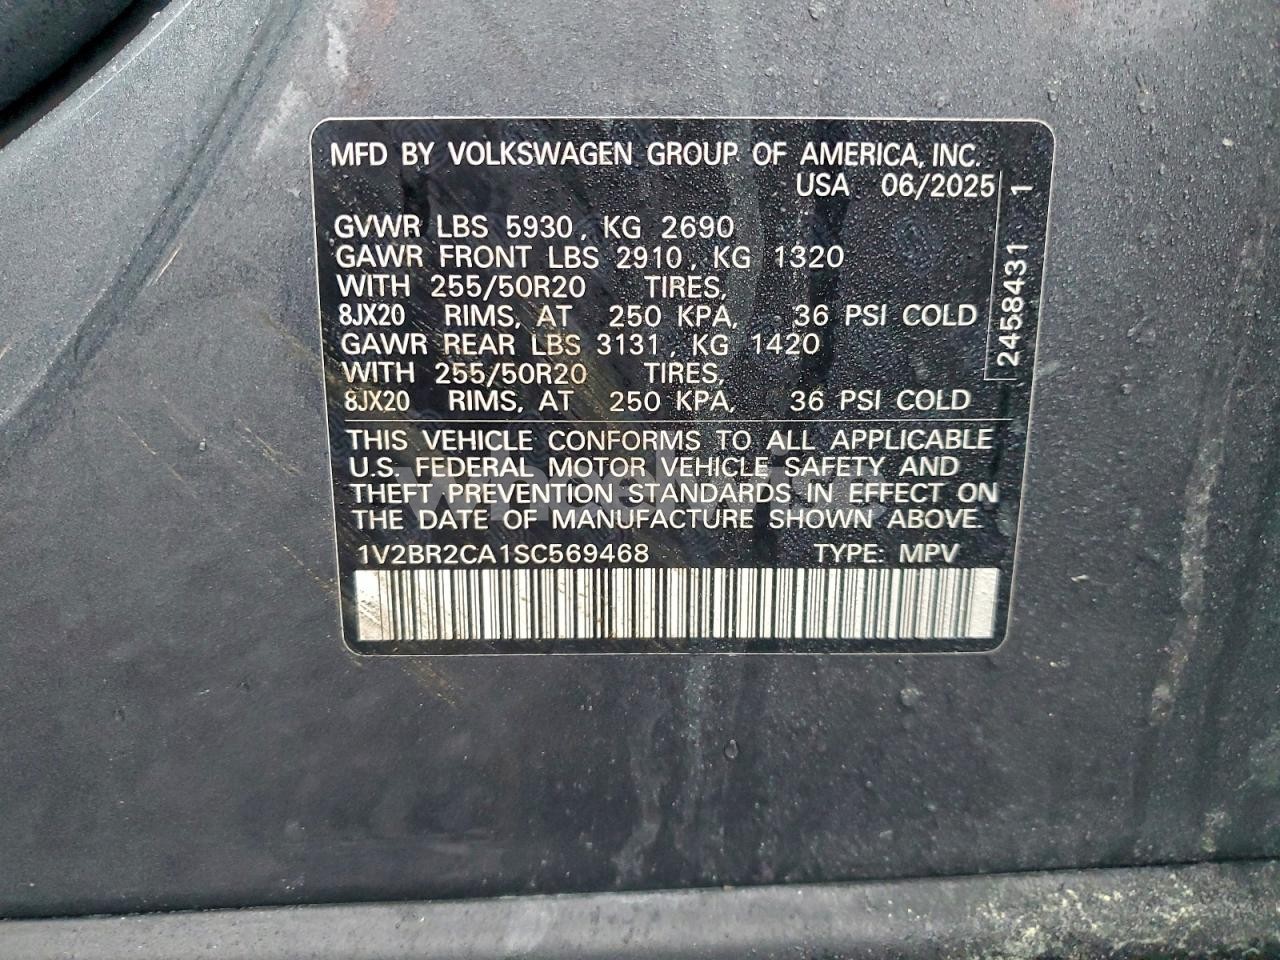 MFD BY VOLKSWAGEN GROUP OF AMERICA, INC.
USA 06/2025
GVWR LBS 5930, KG 2690
GAWR FRONT LBS 2910, KG 1320
WITH 255/50R20 TIRES,
8JX20 RIMS, AT 250 KPA, 36 PSI COLD
GAWR REAR LBS 3131, KG 1420
WITH 255/50R20 TIRES,
8JX20 RIMS, AT 250 KPA, 36 PSI COLD
2458431 1
THIS VEHICLE CONFORMS TO ALL APPLICABLE
U.S. FEDERAL MOTOR VEHICLE SAFETY AND
THEFT PREVENTION STANDARDS IN EFFECT ON
THE DATE OF MANUFACTURE SHOWN ABOVE.
1V2BR2CA1SC569468 TYPE: MPV